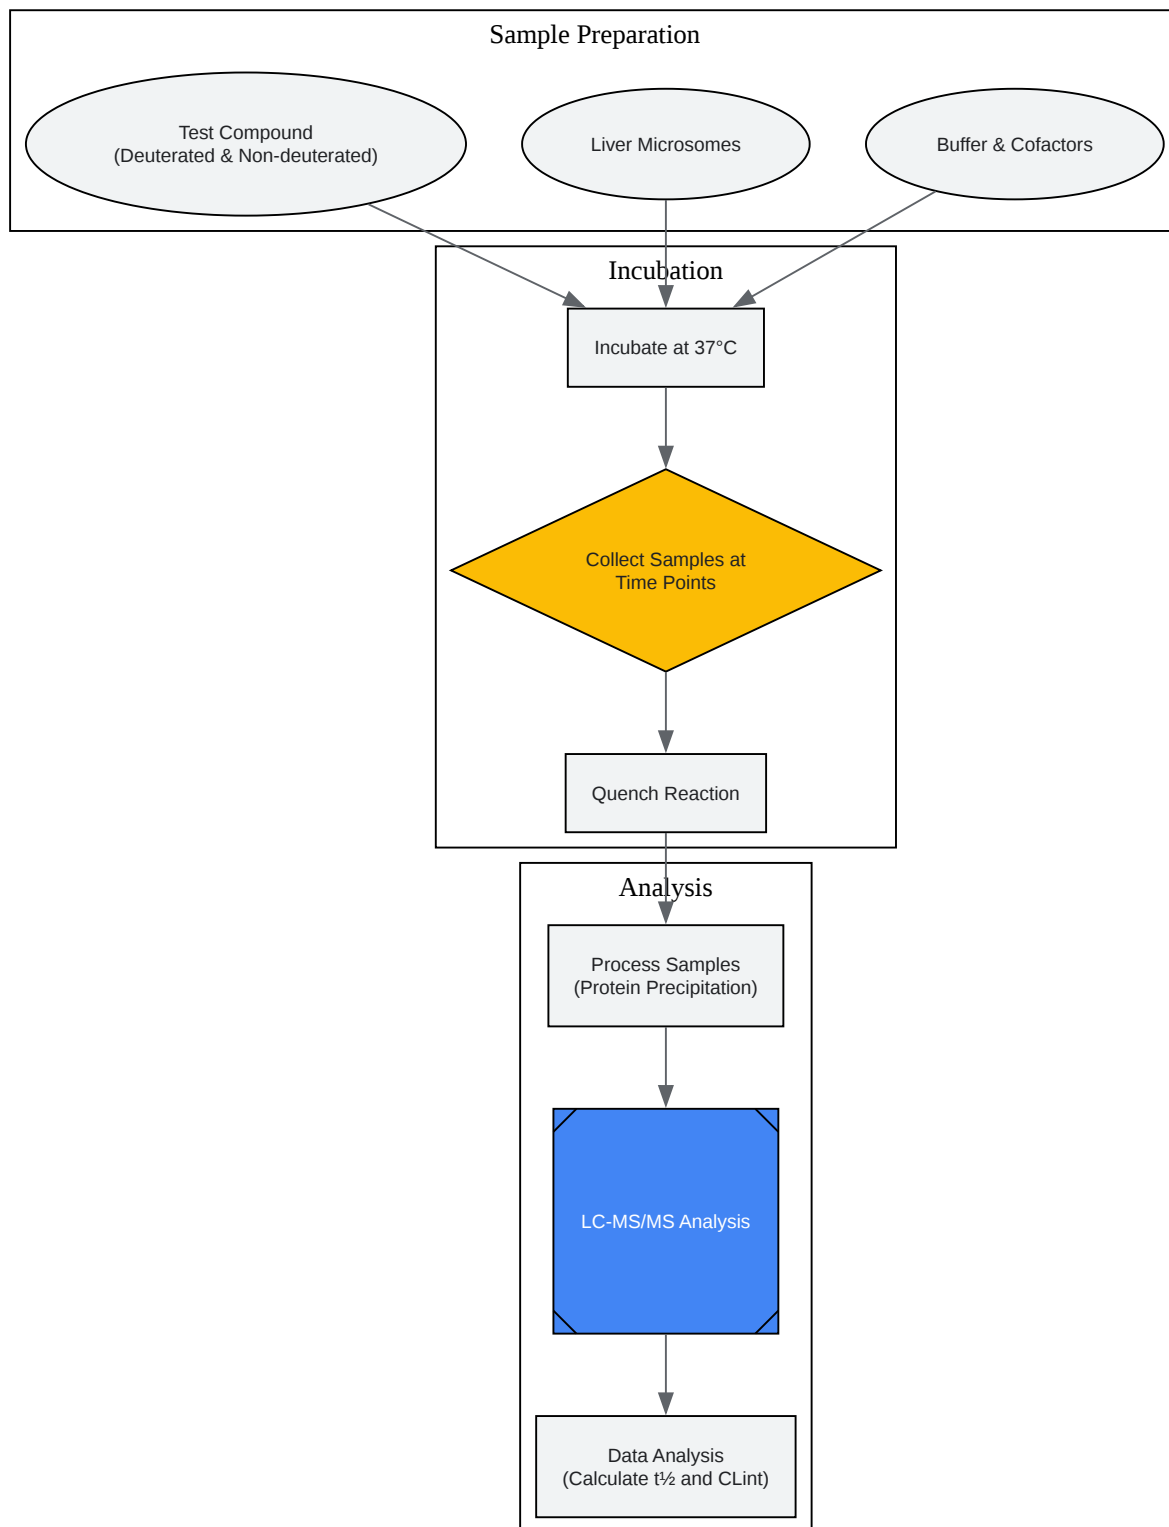 Sample Preparation
Test Compound
(Deuterated & Non-deuterated)
Liver Microsomes
Buffer & Cofactors
Incubation
Incubate at 37°C
Collect Samples at
Time Points
Quench Reaction
Analysis
Process Samples
(Protein Precipitation)
LC-MS/MS Analysis
Data Analysis
(Calculate t½ and CLint)